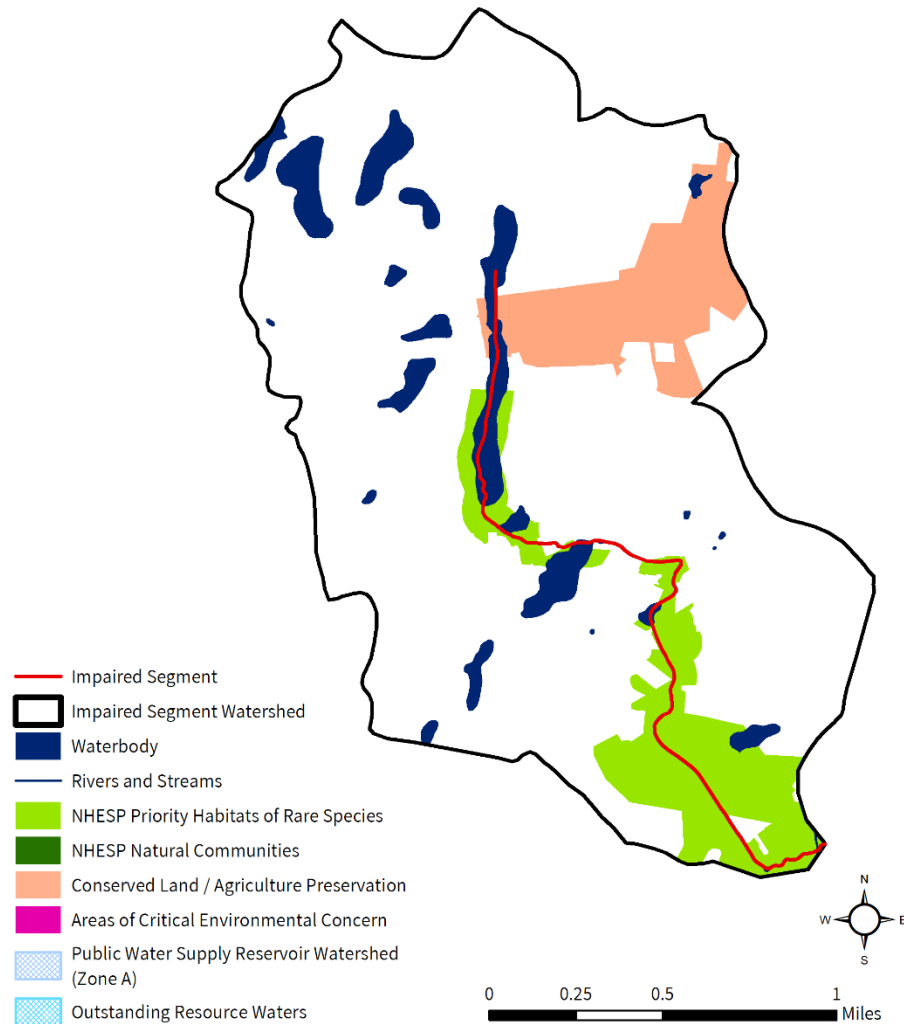 Impaired Segment
Impaired Segment Watershed
Waterbody
Rivers and Streams
NHESP Priority Habitats of Rare Species
NHESP Natural Communities
Conserved Land / Agriculture Preservation
Areas of Critical Environmental Concern
Public Water Supply Reservoir Watershed
(Zone A)
Outstanding Resource Waters
N
W E
S
0 0.25 0.5 1
Miles